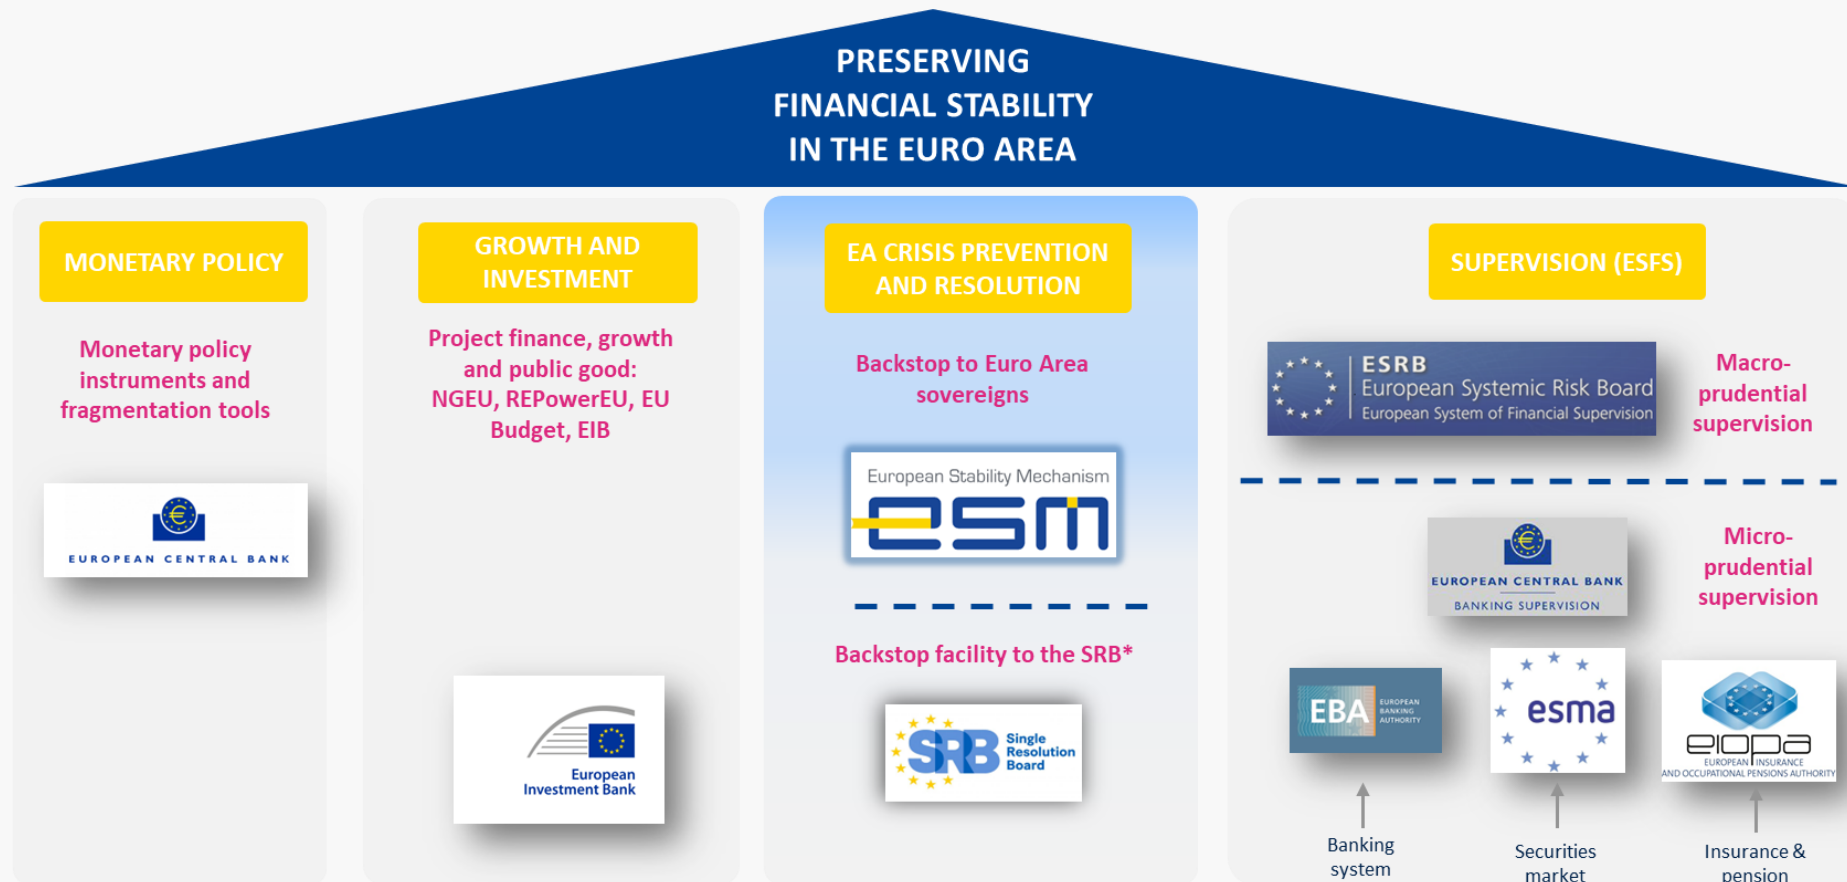 PRESERVING
FINANCIAL STABILITY
IN THE EURO AREA
MONETARY POLICY
Monetary policy
instruments and
fragmentation tools
EUROPEAN CENTRAL BANK
GROWTH AND
INVESTMENT
Project finance, growth
and public good:
NGEU, REPowerEU, EU
Budget, EIB
European
Investment Bank
EA CRISIS PREVENTION
AND RESOLUTION
Backstop to Euro Area
sovereigns
European Stability Mechanism
esm
Backstop facility to the SRB*
SRB
Single
Resolution
Board
SUPERVISION (ESFS)
ESRB
European Systemic Risk Board
European System of Financial Supervision
Macro-
prudential
supervision
EUROPEAN CENTRAL BANK
BANKING SUPERVISION
Micro-
prudential
supervision
EBA
EUROPEAN
BANKING
AUTHORITY
esma
eiopa
EUROPEAN INSURANCE
AND OCCUPATIONAL PENSIONS AUTHORITY
Banking
system
Securities
market
Insurance &
pension